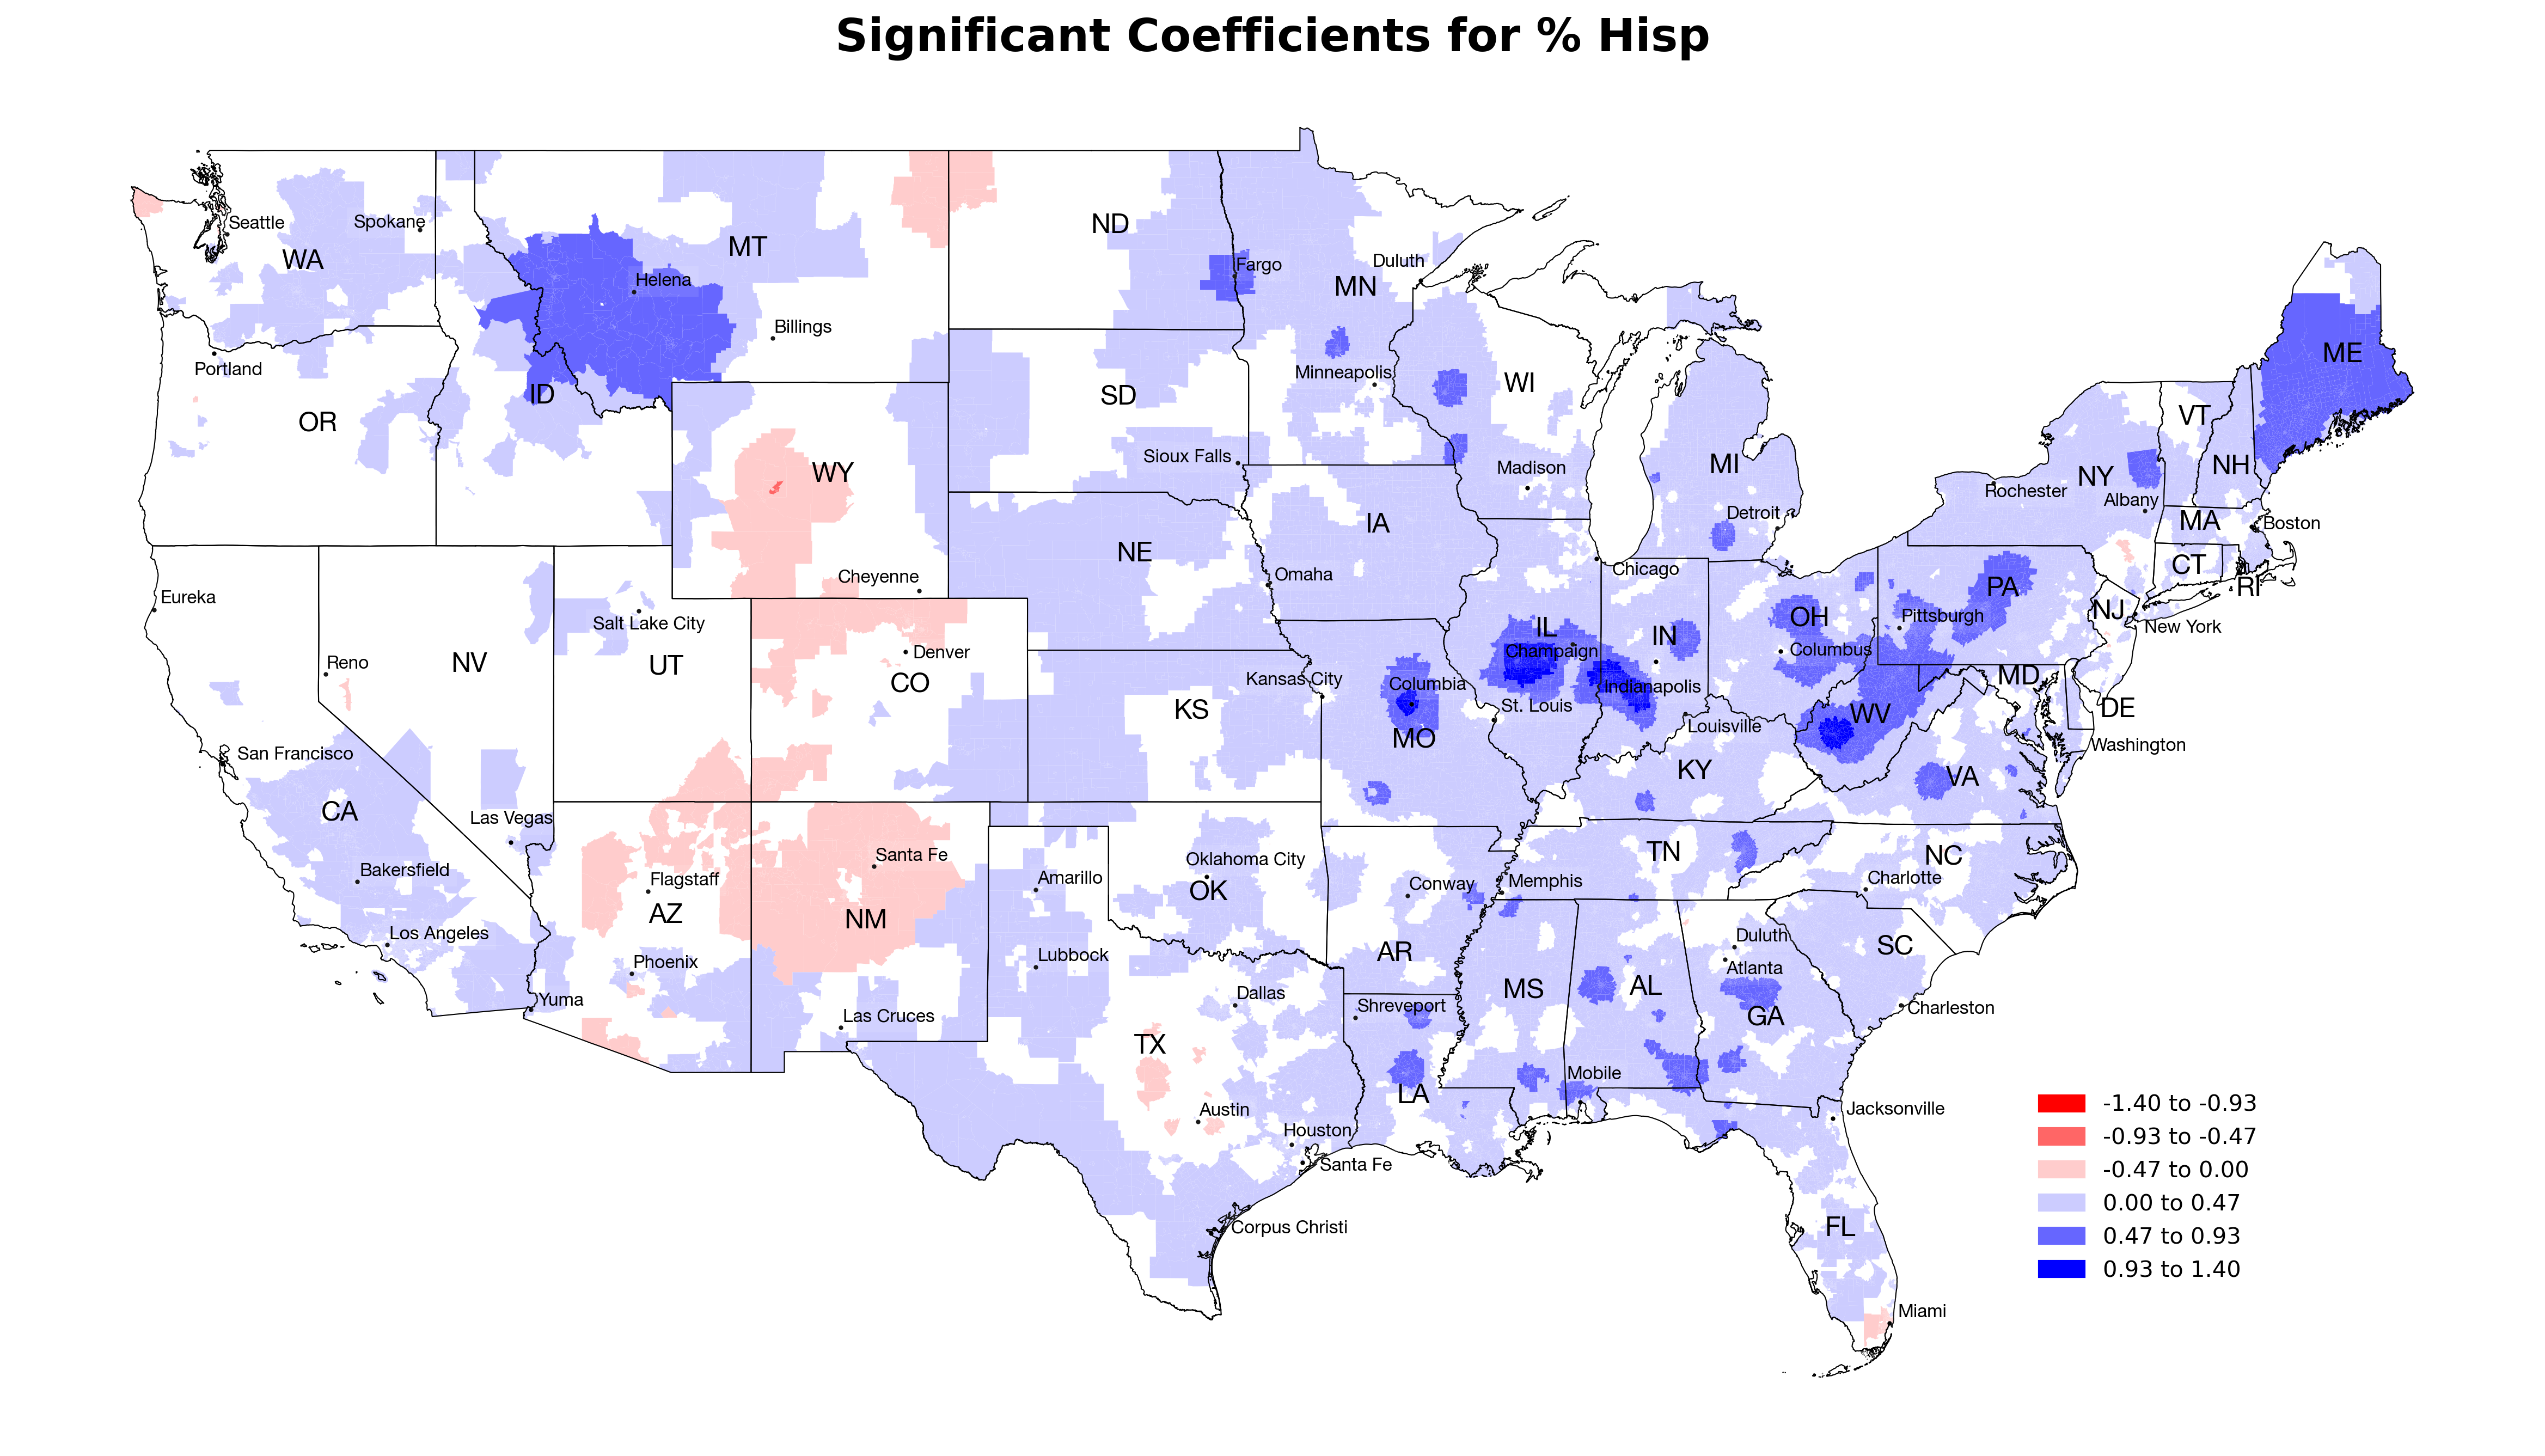 Significant Coefficients for % Hisp
Seattle
Spokane
WA
MT
ND
Helena
Fargo
Duluth
MN
Billings
ME
Portland
Minneapolis
WI
ID
SD
OR
VT
Sioux Falls
Madison
MI
NH
WY
NY
Rochester
Albany
Detroit
MA
Boston
IA
NE
Cheyenne
Omaha
Chicago
CT
RI
PA
Eureka
Salt Lake City
NJ
New York
OH
Pittsburgh
IL
IN
Champaign
Columbus
Reno
NV
UT
Denver
CO
Kansas City
Columbia
Indianapolis
MD
KS
St. Louis
WV
DE
MO
Louisville
Washington
San Francisco
KY
VA
CA
Las Vegas
Bakersfield
Santa Fe
Oklahoma City
TN
NC
Flagstaff
Amarillo
OK
Conway
Memphis
Charlotte
AZ
NM
Los Angeles
Phoenix
Lubbock
AR
Duluth
SC
Atlanta
Yuma
Las Cruces
Dallas
Shreveport
MS
AL
GA
Charleston
TX
Mobile
LA
Austin
Jacksonville
Houston
Santa Fe
Corpus Christi
FL
Miami
-1.40 to -0.93
-0.93 to -0.47
-0.47 to 0.00
0.00 to 0.47
0.47 to 0.93
0.93 to 1.40